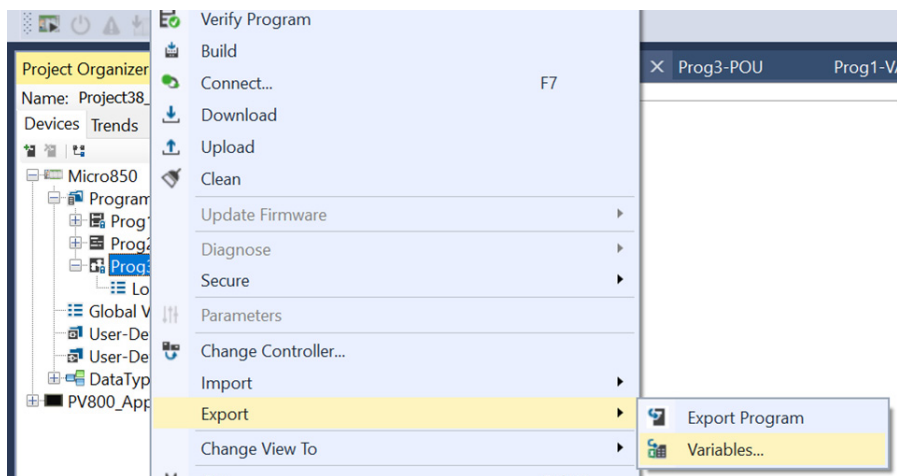 Verify Program
Build
Connect... F7
Download
Upload
Clean
Update Firmware
Diagnose
Secure
Parameters
Change Controller...
Import
Export
Change View To
Export Program
Variables...
Project Organizer
Name: Project38_
Devices Trends
Micro850
Program
Prog1
Prog2
Prog3
Lo
Global V
User-De
User-De
DataTyp
PV800_App
Prog3-POU Prog1-VA